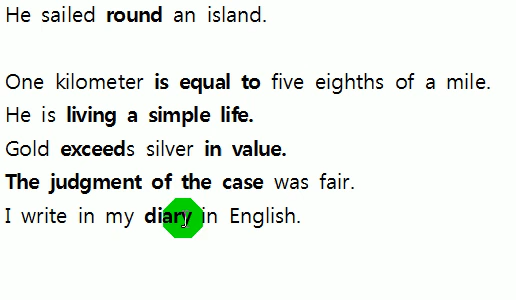 He sailed round an island.
One kilometer is equal to five eighths of a mile.
He is living a simple life.
Gold exceeds silver in value.
The judgment of the case was fair.
I write in my diary in English.